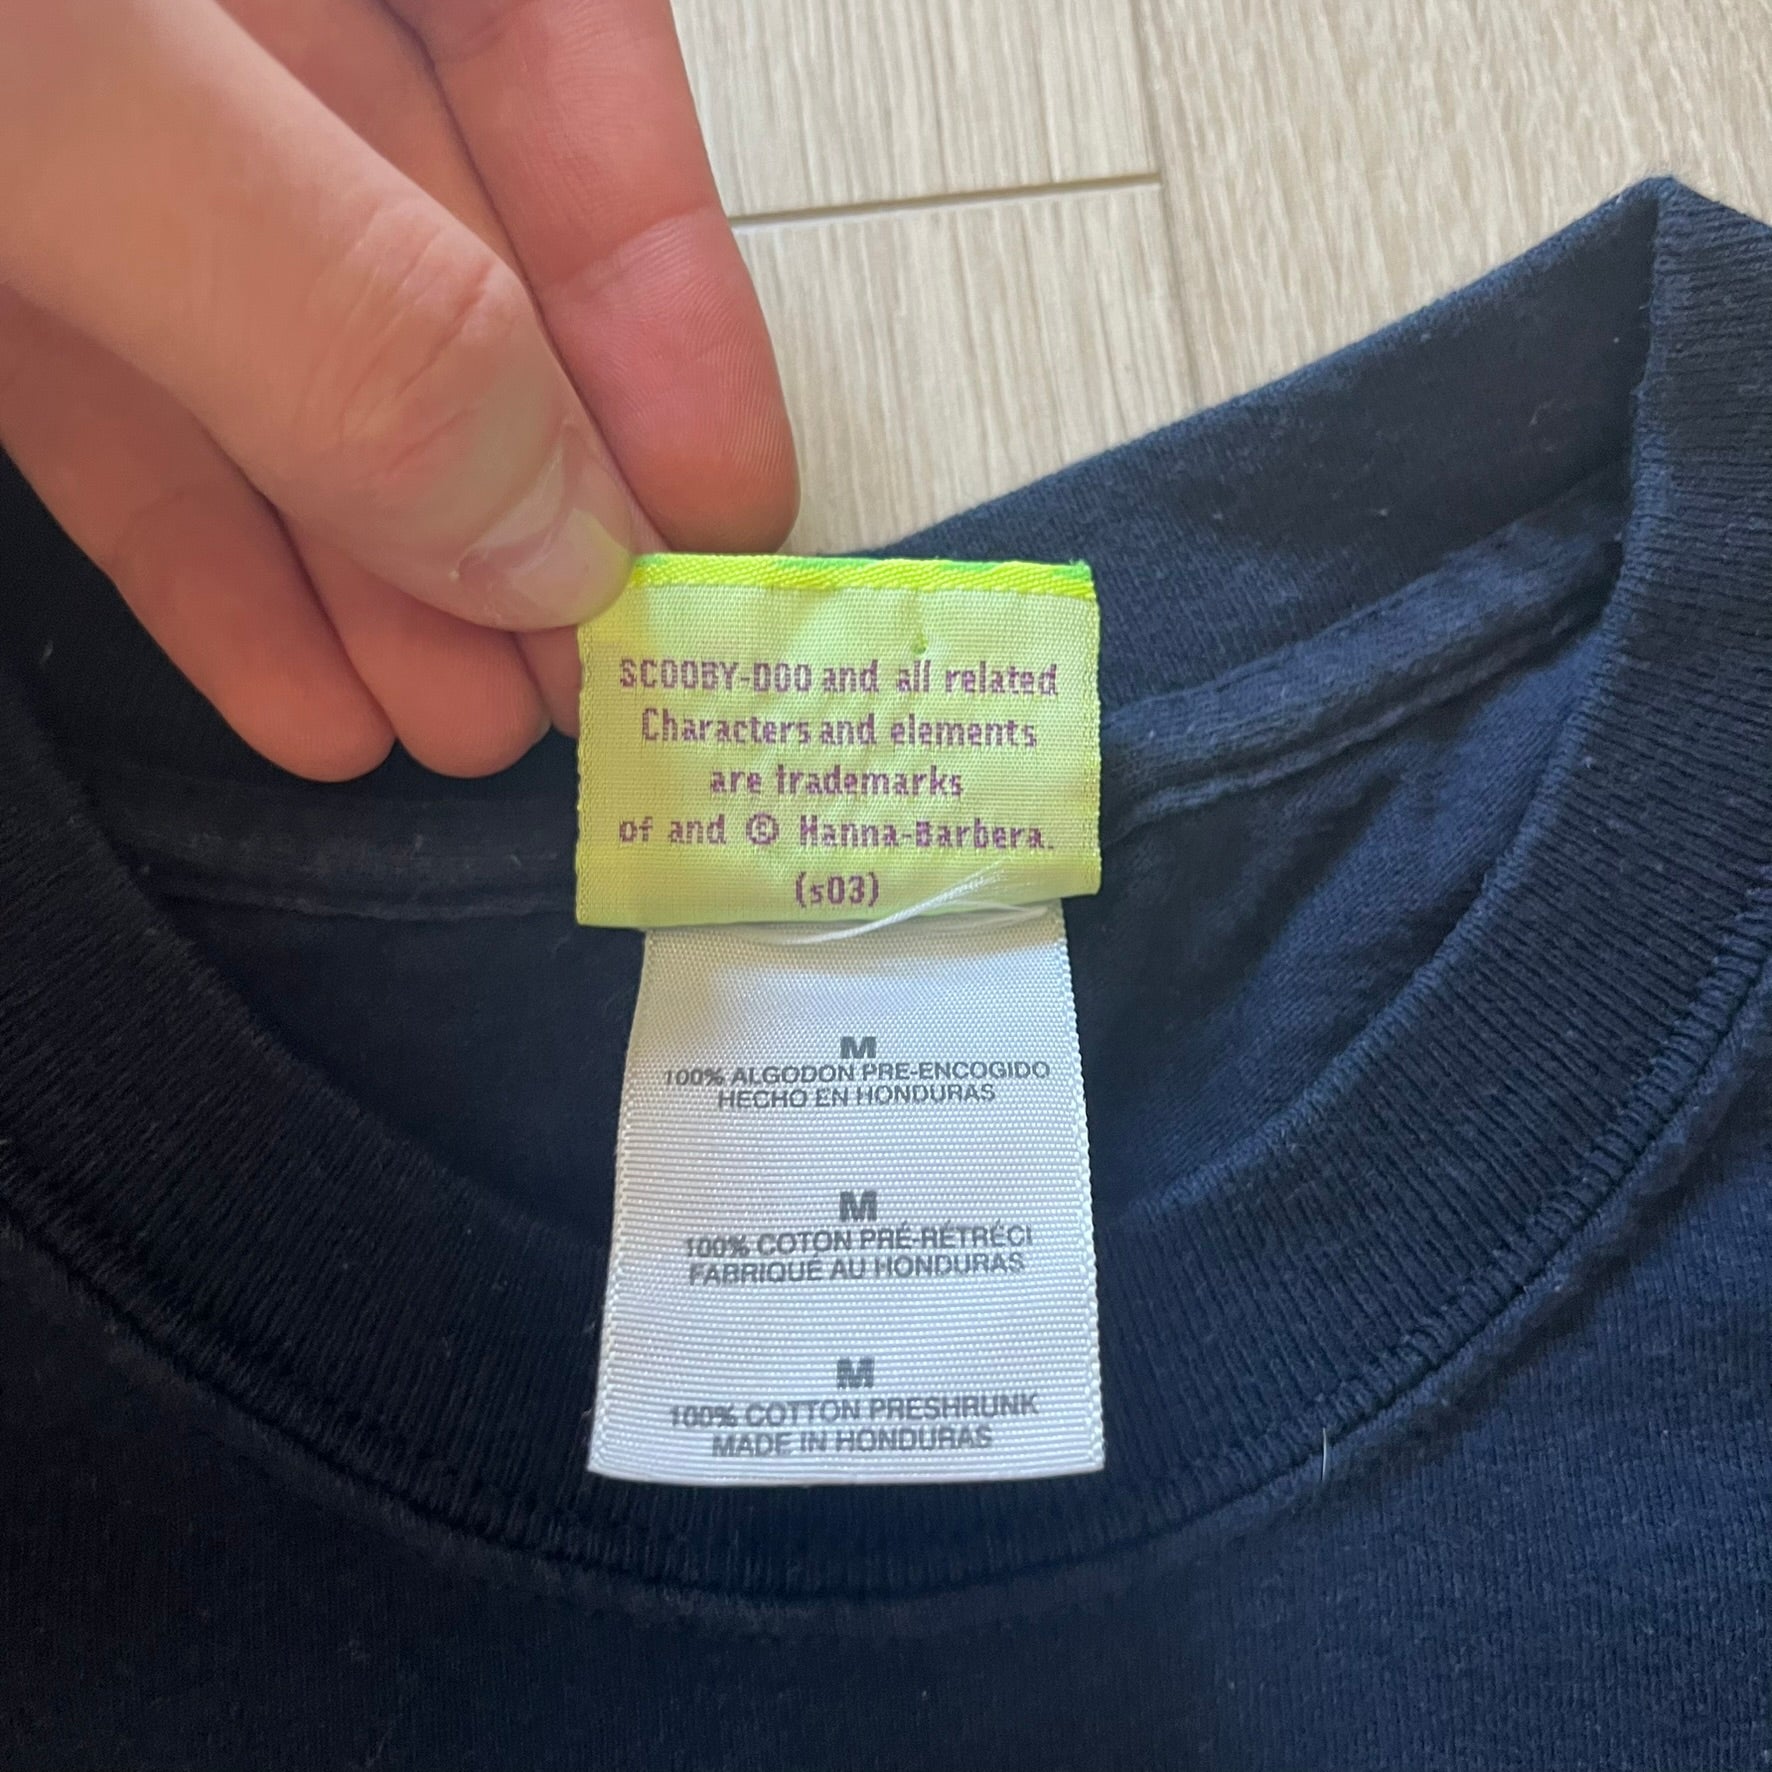 SCOOBY-DOO and all related
Characters and elements
are trademarks
of and © Hanna-Barbera.
(s03)
M
100% ALGODON PRE-ENCOGIDO
HECHO EN HONDURAS
M
100% COTON PRÉ-RÉTRÉCI
FABRIQUÉ AU HONDURAS
M
100% COTTON PRESHRUNK
MADE IN HONDURAS